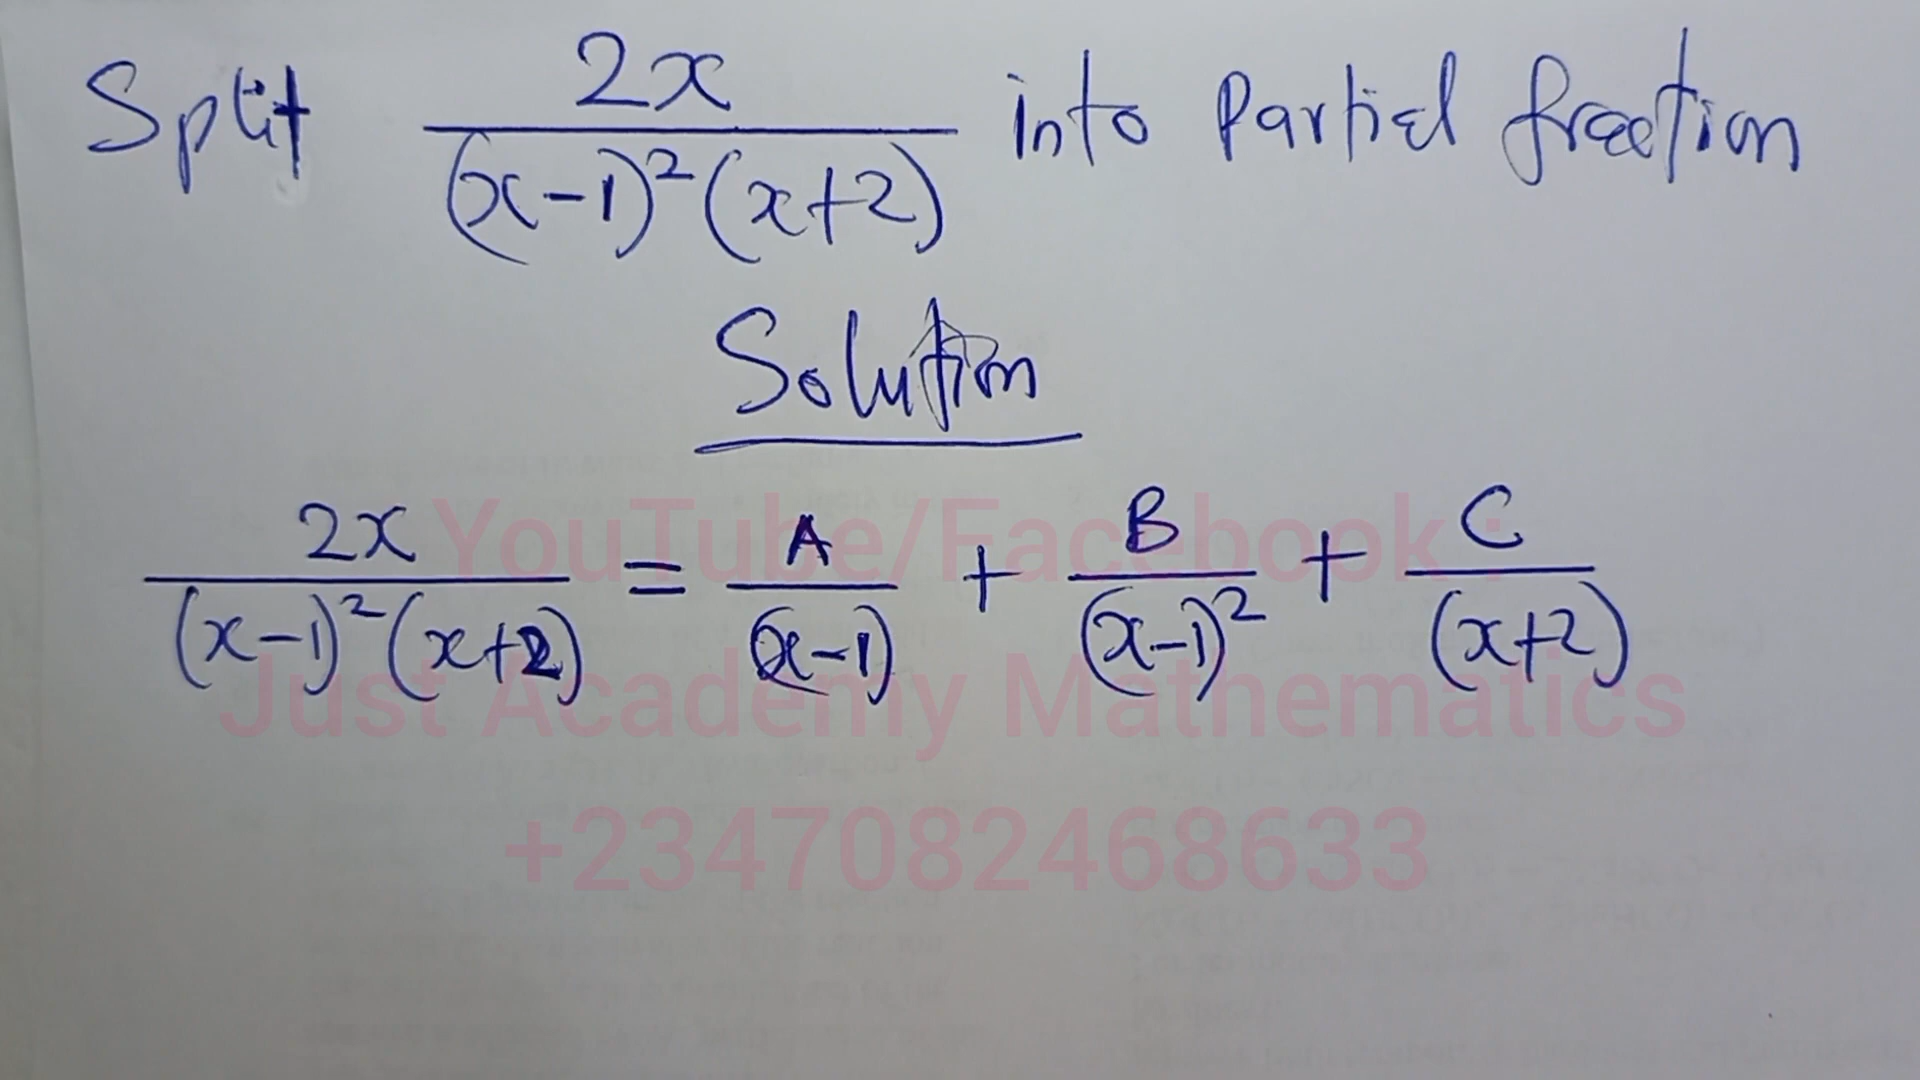 Split 2x / (x-1)²(x+2) into Partial fraction
Solution
2x / (x-1)²(x+2) = A / (x-1) + B / (x-1)² + C / (x+2)
YouTube/Facebook :
Just Academy Mathematics
+2347082468633